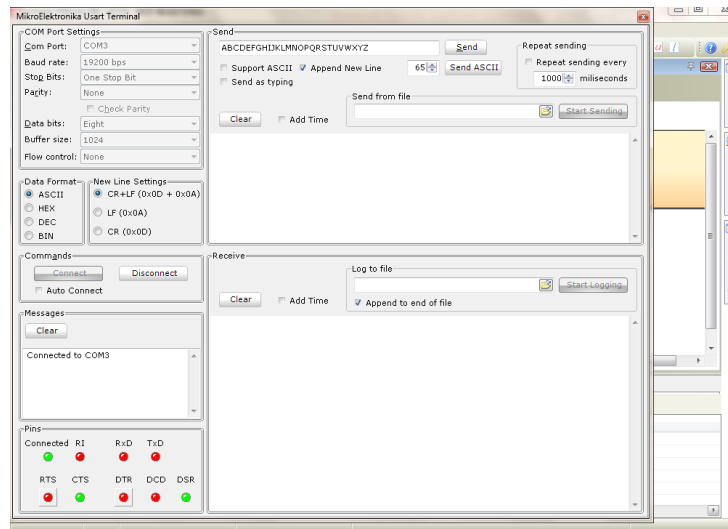 MikroElektronika Usart Terminal
COM Port Settings
Com Port: COM3
Baud rate: 19200 bps
Stop Bits: One Stop Bit
Parity: None
Check Parity
Data bits: Eight
Buffer size: 1024
Flow control: None
Data Format
ASCII
HEX
DEC
BIN
New Line Settings
CR+LF (0x0D + 0x0A)
LF (0x0A)
CR (0x0D)
Commands
Connect Disconnect
Auto Connect
Messages
Clear
Connected to COM3
Pins
Connected RI RxD TxD
RTS CTS DTR DCD DSR
Send
ABCDEFGHIJKLMNOPQRSTUVWXYZ Send
Support ASCII Append New Line 65 Send ASCII
Send as typing
Repeat sending
Repeat sending every
1000 miliseconds
Send from file
Start Sending
Clear Add Time
Receive
Log to file
Start Logging
Clear Add Time
Append to end of file